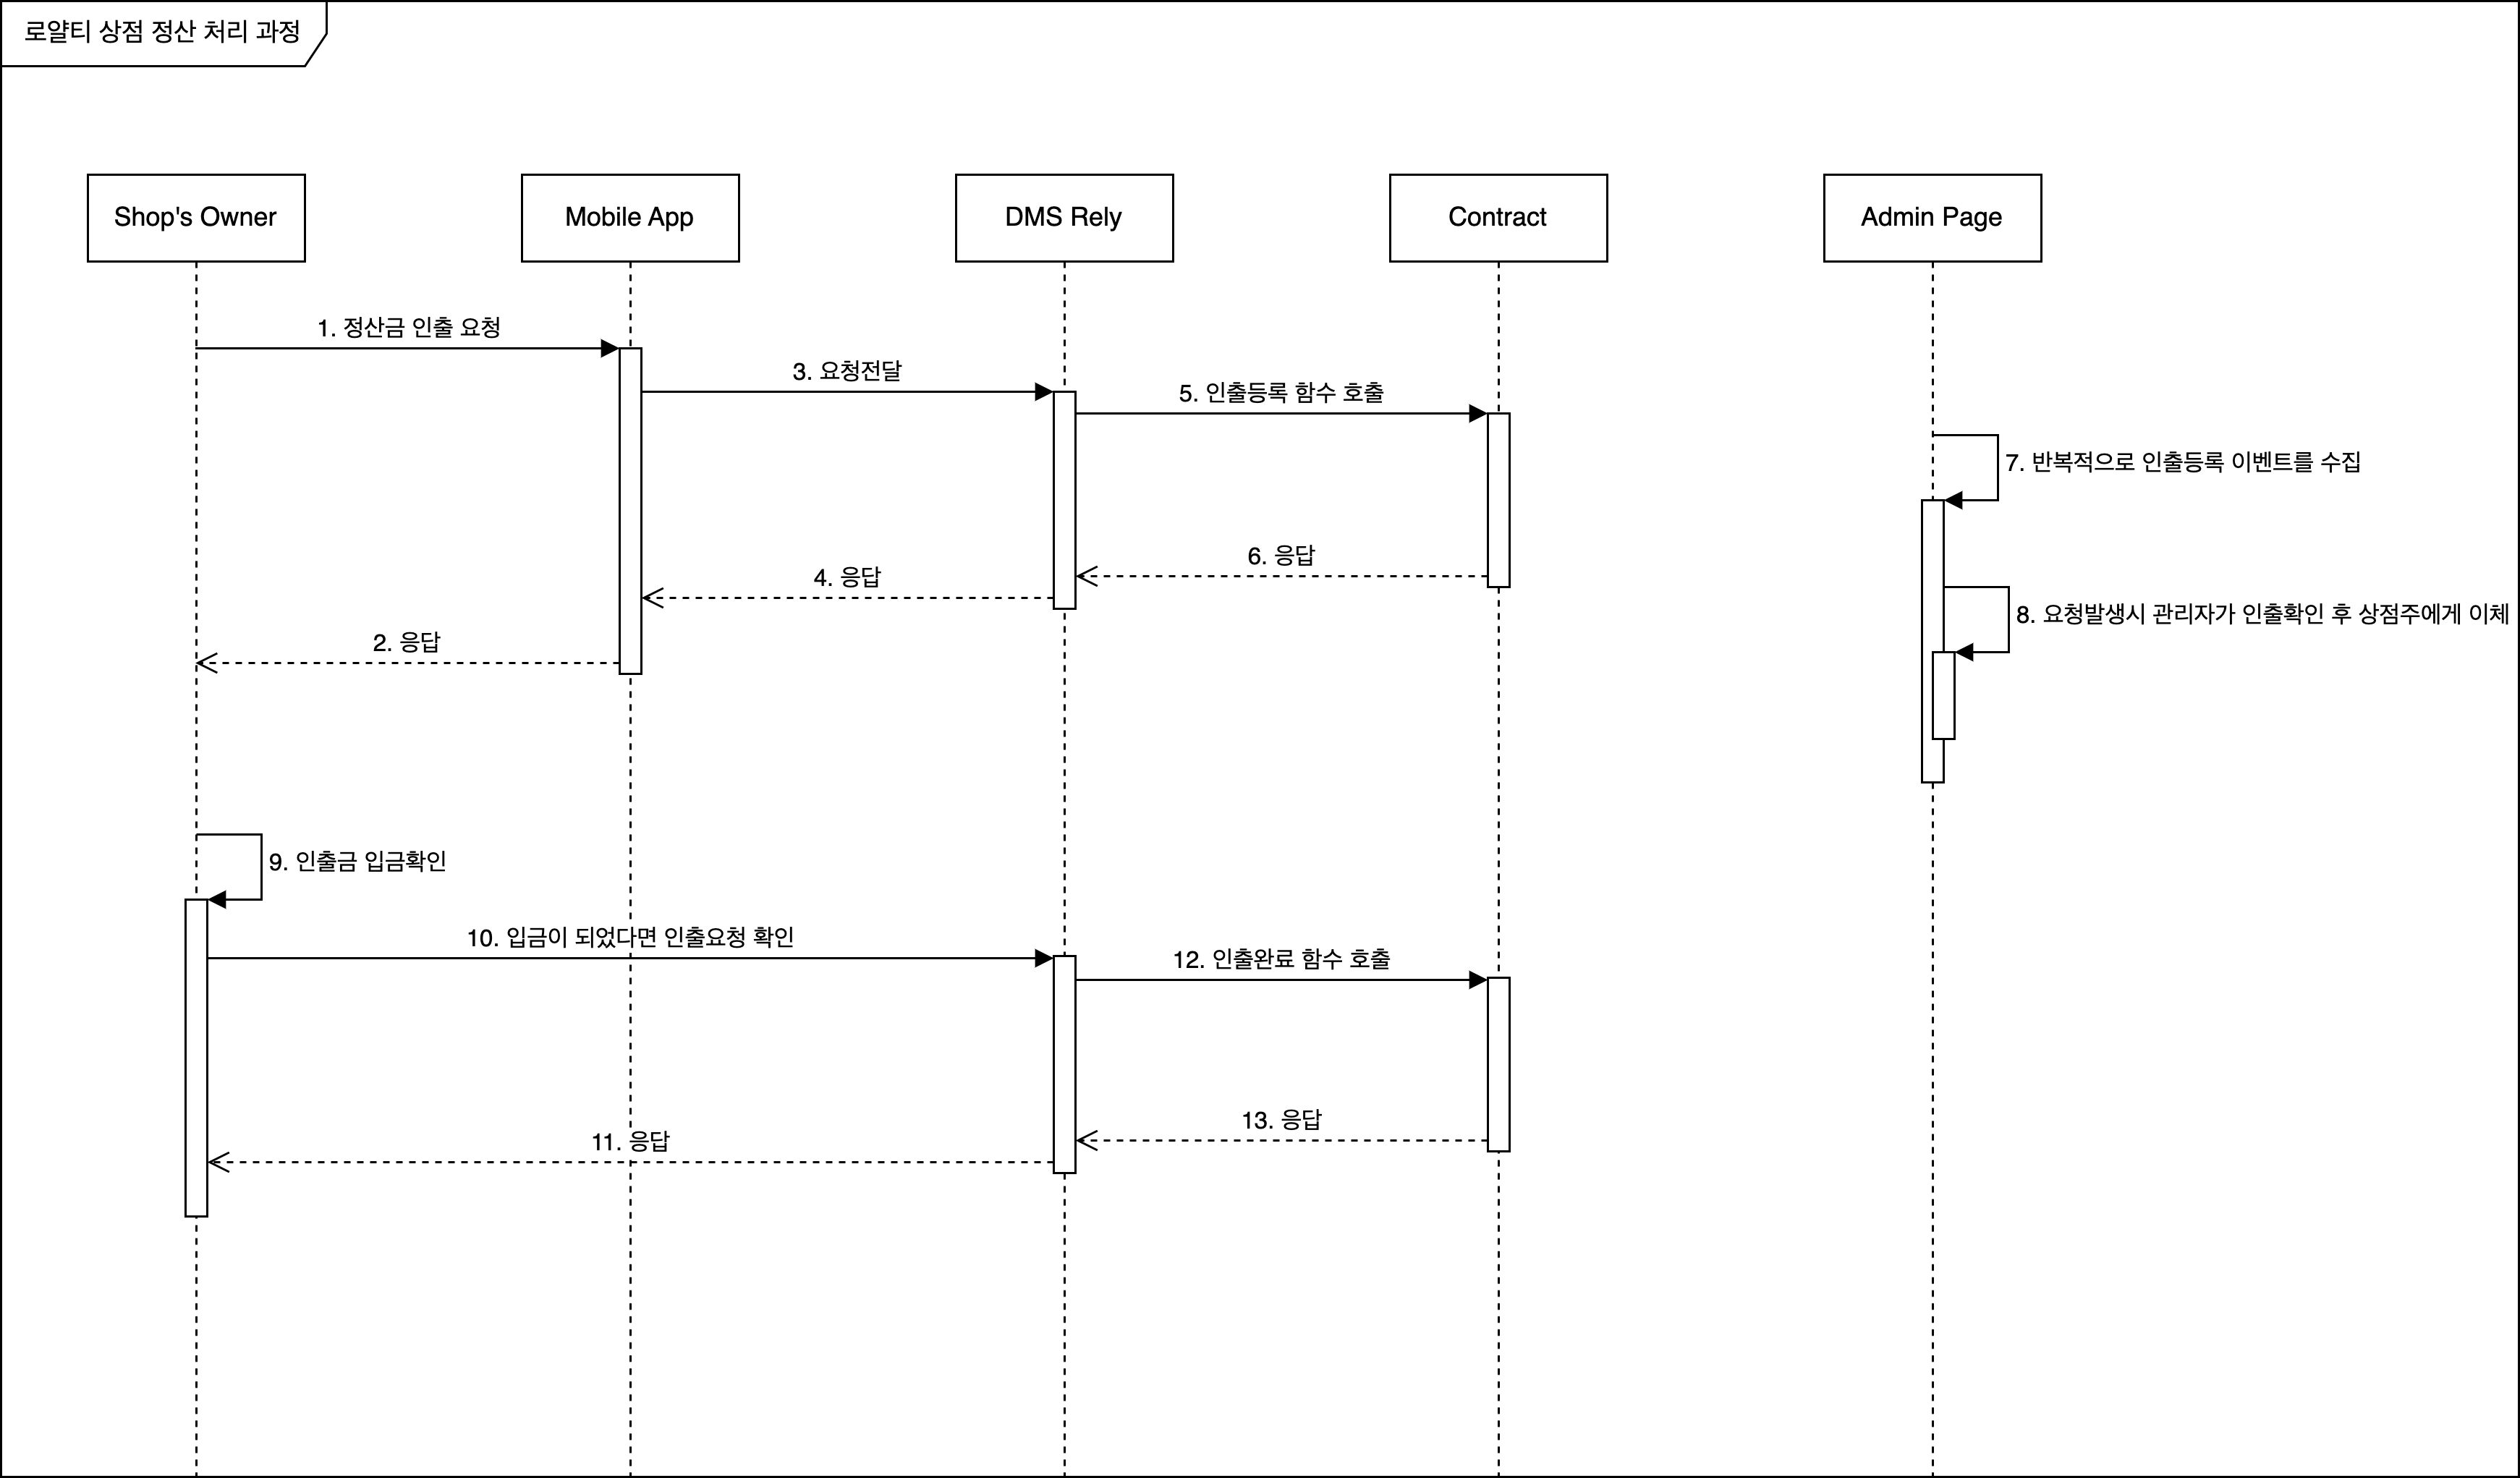 로얄티 상점 정산 처리 과정
Shop's Owner
Mobile App
DMS Rely
Contract
Admin Page
1. 정산금 인출 요청
3. 요청전달
5. 인출등록 함수 호출
7. 반복적으로 인출등록 이벤트를 수집
6. 응답
4. 응답
8. 요청발생시 관리자가 인출확인 후 상점주에게 이체
2. 응답
9. 인출금 입금확인
10. 입금이 되었다면 인출요청 확인
12. 인출완료 함수 호출
13. 응답
11. 응답